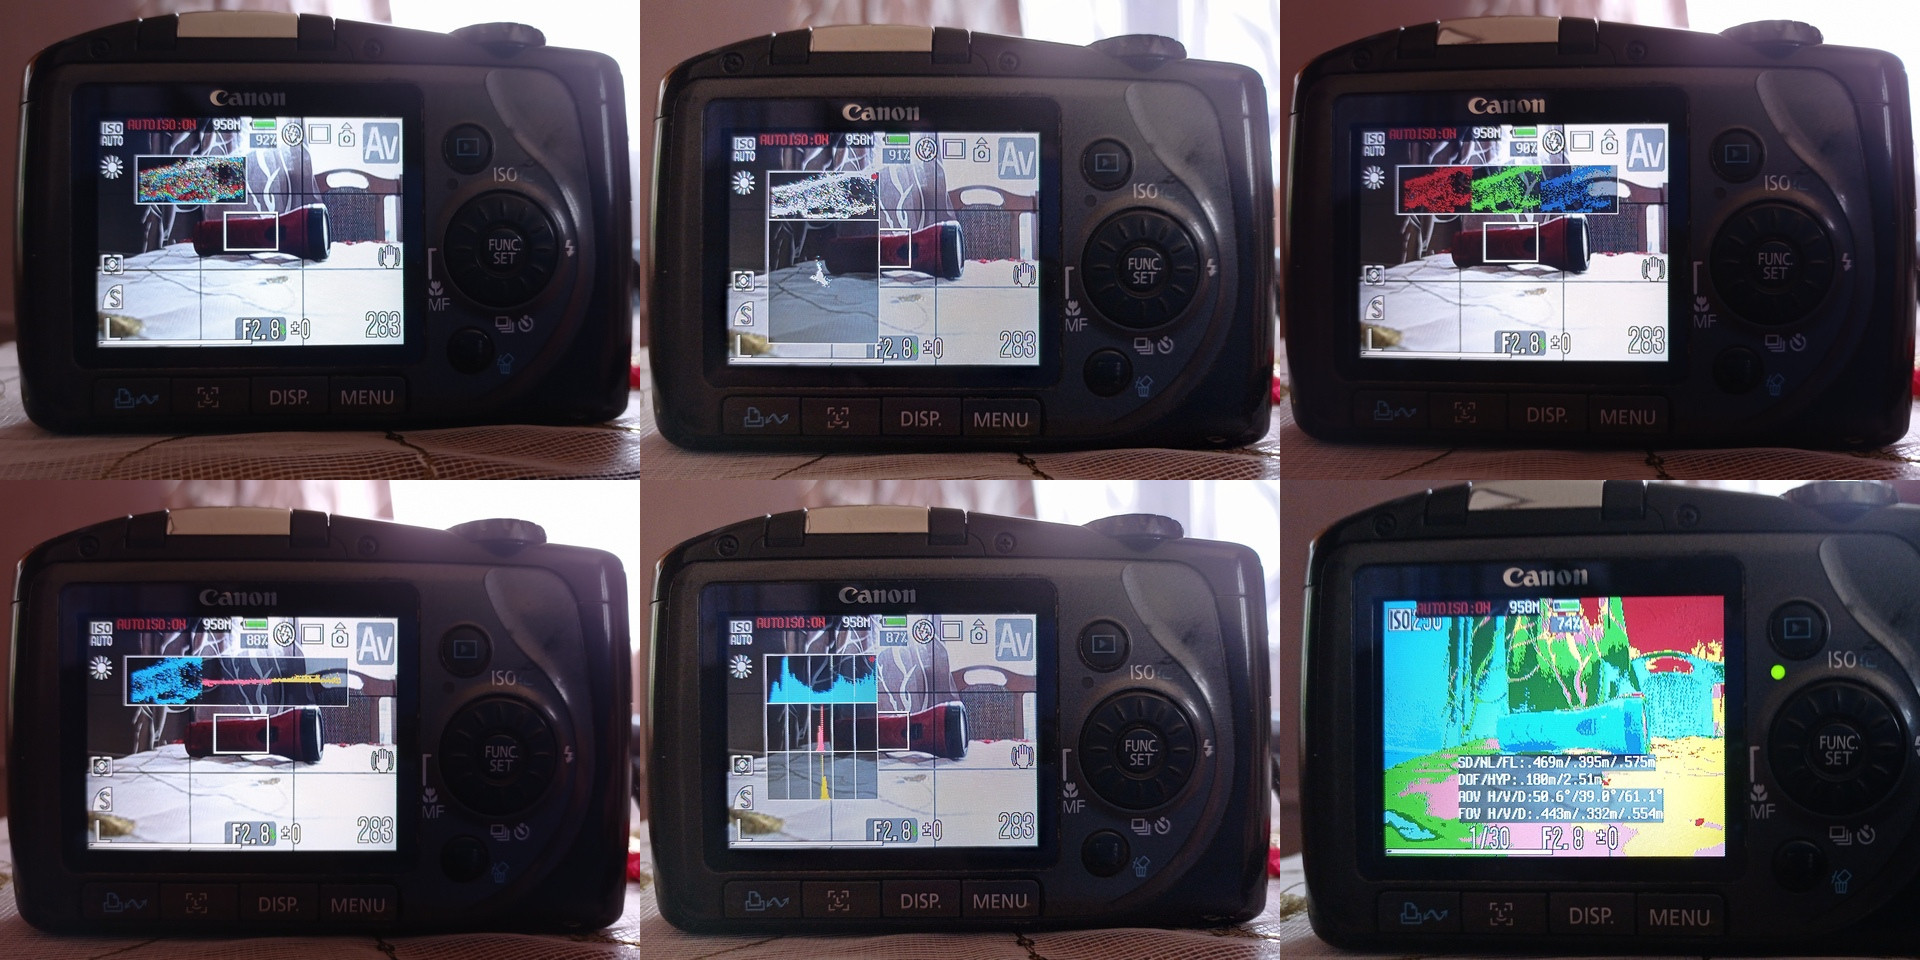 Canon
ISO AUTO
AUTOISO:ON 958M
92%
Av
S
L
F2.8 ±0
283
ISO
FUNC. SET
MF
DISP. MENU
Canon
ISO AUTO
AUTOISO:ON 958M
91%
Av
S
L
F2.8 ±0
283
ISO
FUNC. SET
MF
DISP. MENU
Canon
ISO AUTO
AUTOISO:ON 958M
90%
Av
S
L
F2.8 ±0
283
ISO
FUNC. SET
MF
DISP. MENU
Canon
ISO AUTO
AUTOISO:ON 958M
88%
Av
S
L
F2.8 ±0
283
ISO
FUNC. SET
MF
DISP. MENU
Canon
ISO AUTO
AUTOISO:ON 958M
87%
Av
S
L
F2.8 ±0
283
ISO
FUNC. SET
MF
DISP. MENU
Canon
AUTOISO:ON 958M
ISO 250
74%
SD/NL/FL:.469m/.395m/.575m
DOF/HYP:.180m/2.51m
AOV H/V/D:50.6°/39.0°/61.1°
FOV H/V/D:.443m/.332m/.554m
1/30 F2.8 ±0
ISO
FUNC. SET
MF
DISP. MENU